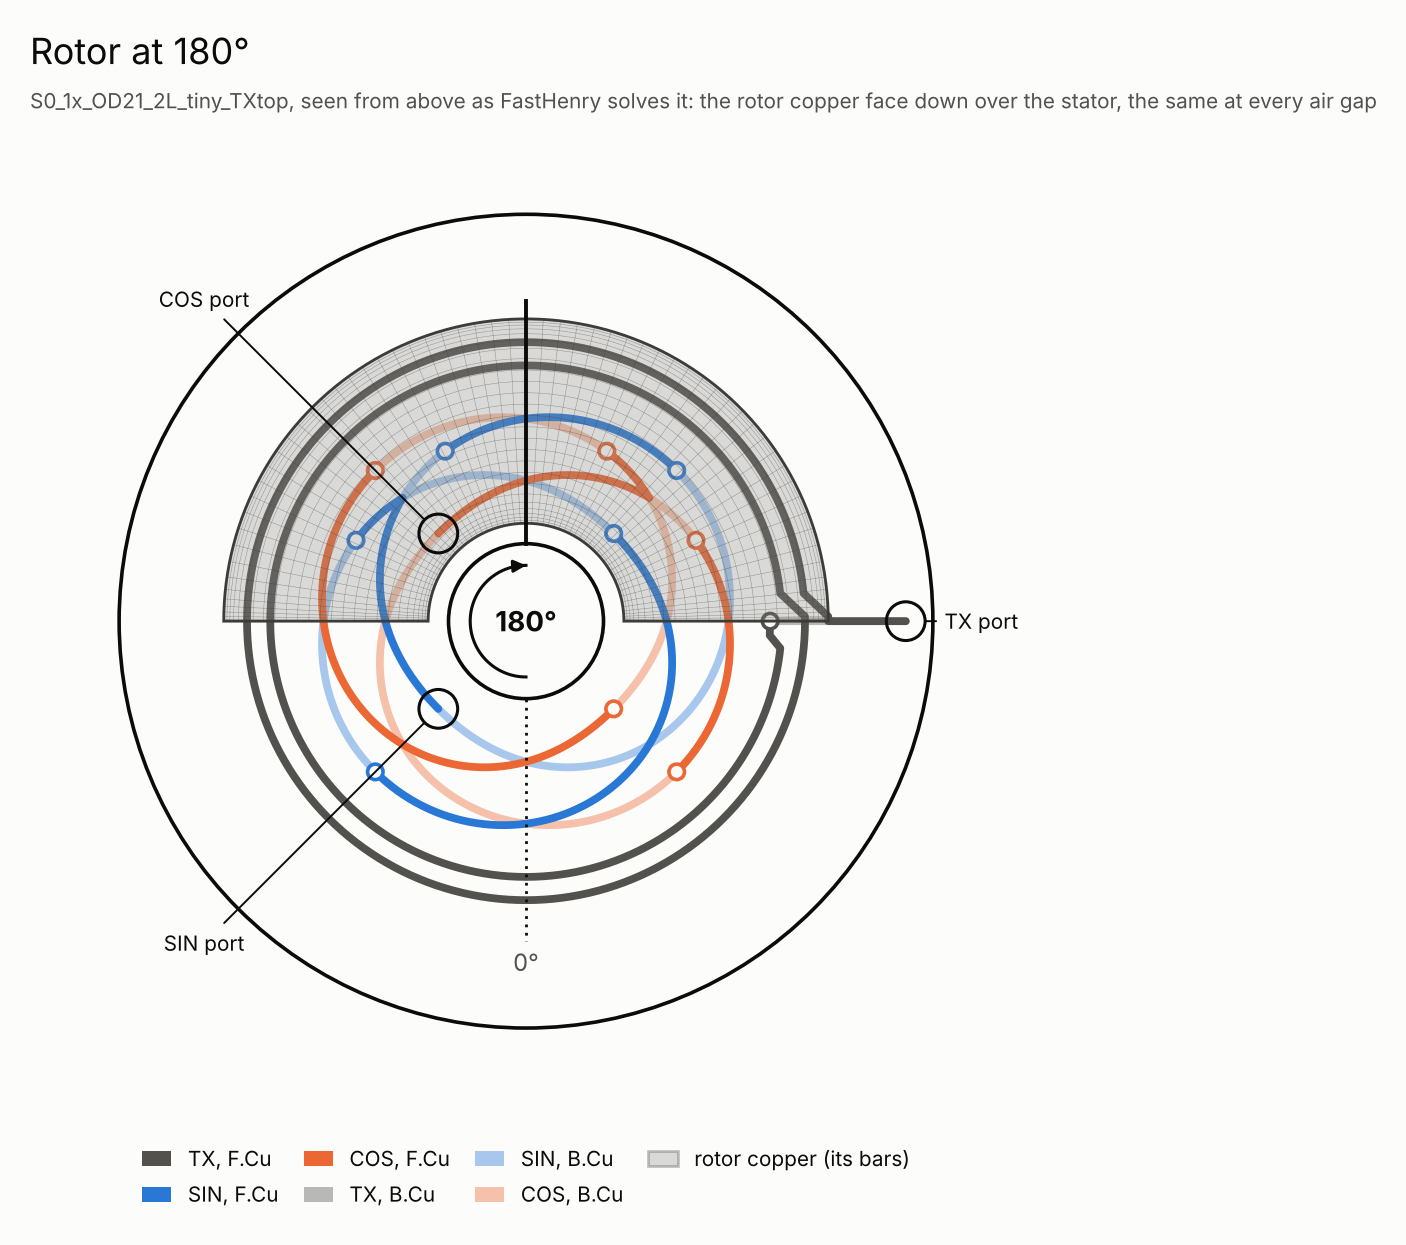 Rotor at 180°
S0_1x_OD21_2L_tiny_TXtop, seen from above as FastHenry solves it: the rotor copper face down over the stator, the same at every air gap
COS port
180°
TX port
SIN port
0°
TX, F.Cu
COS, F.Cu
SIN, B.Cu
rotor copper (its bars)
SIN, F.Cu
TX, B.Cu
COS, B.Cu